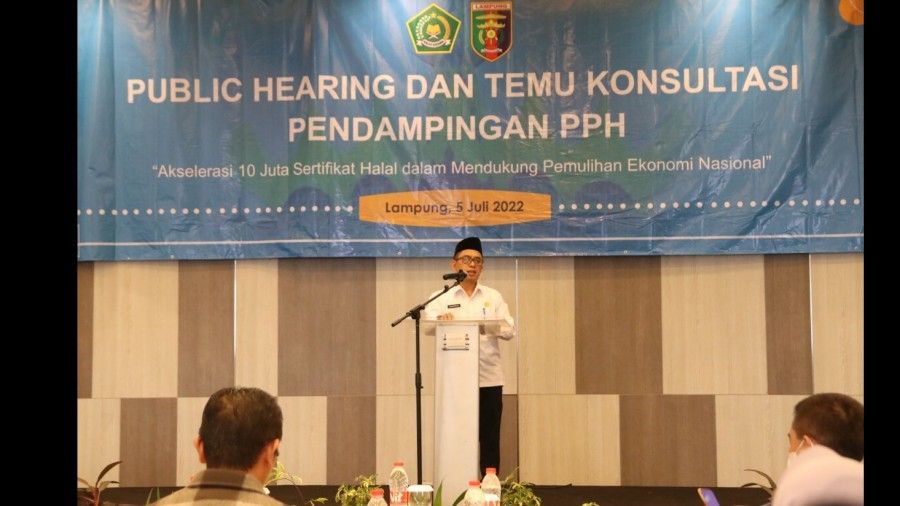 LAMPUNG
PUBLIC HEARING DAN TEMU KONSULTASI
PENDAMPINGAN PPH
“Akselerasi 10 Juta Sertifikat Halal dalam Mendukung Pemulihan Ekonomi Nasional”
Lampung, 5 Juli 2022